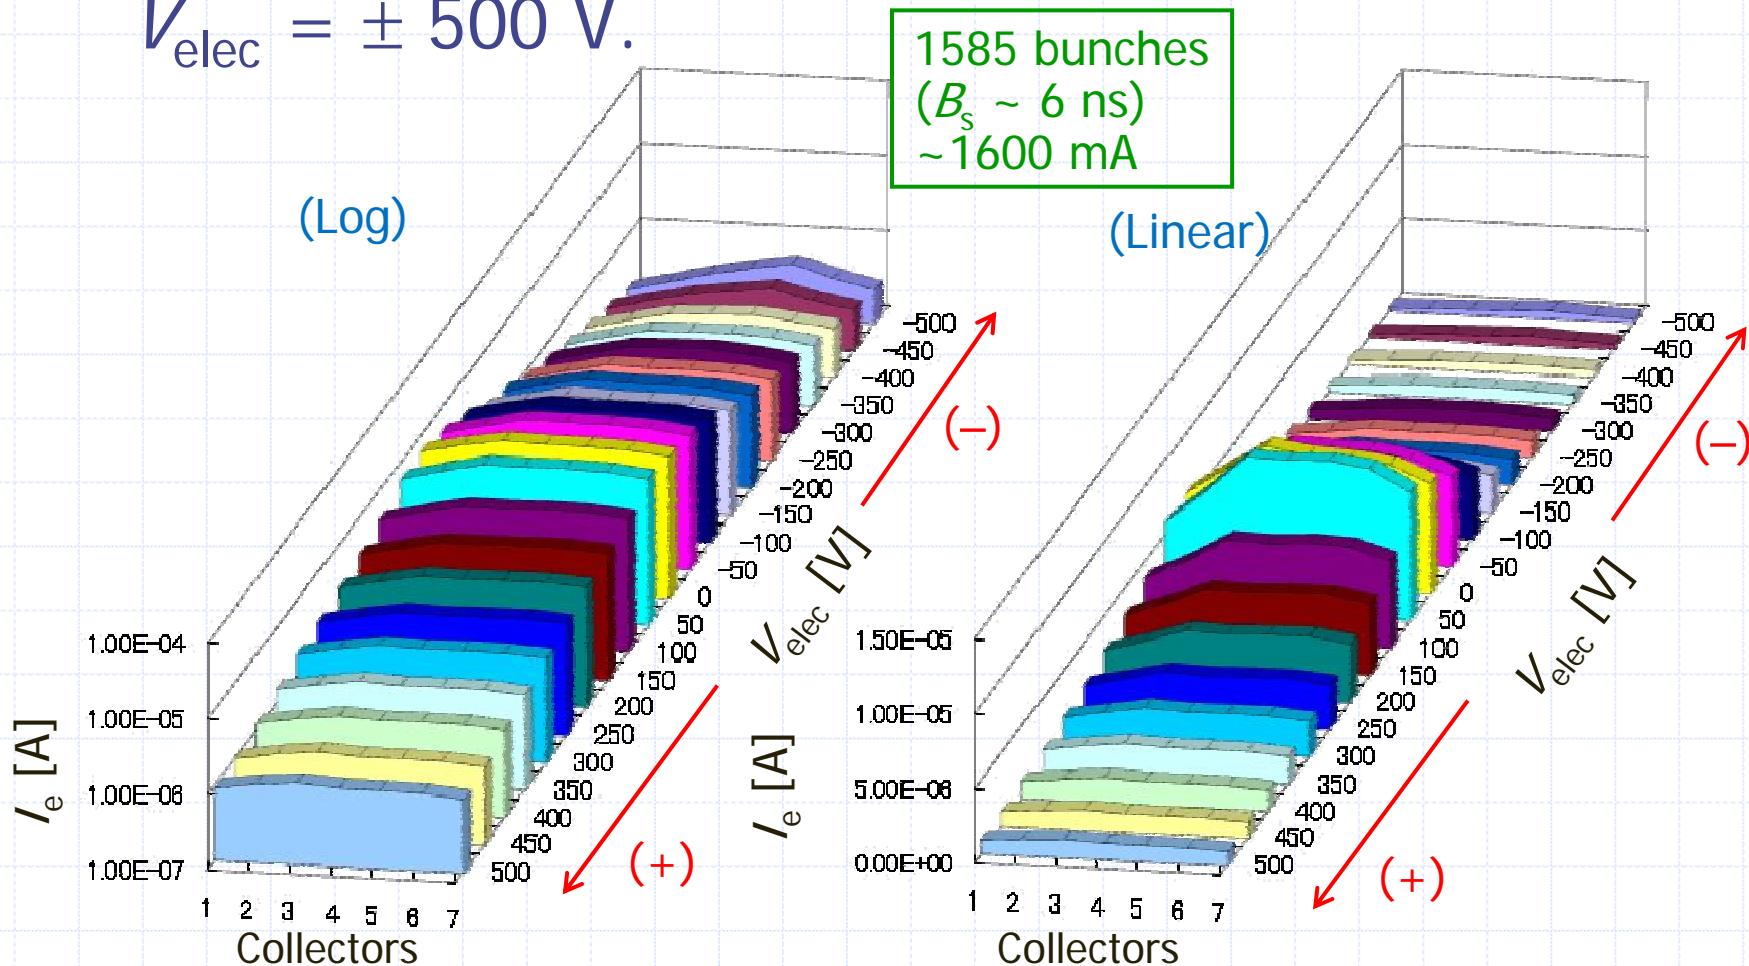 V_elec = ± 500 V.
1585 bunches
(B_s ~ 6 ns)
~1600 mA
(Log)
(Linear)
1.00E-04
1.00E-05
1.00E-06
1.00E-07
I_e [A]
1 2 3 4 5 6 7
Collectors
-500
-450
-400
-350
-300
-250
-200
-150
-100
-50
0
50
100
150
200
250
300
350
400
450
500
V_elec [V]
(–)
(+)
1.50E-05
1.00E-05
5.00E-06
0.00E+00
I_e [A]
1 2 3 4 5 6 7
Collectors
-500
-450
-400
-350
-300
-250
-200
-150
-100
-50
0
50
100
150
200
250
300
350
400
450
500
V_elec [V]
(–)
(+)